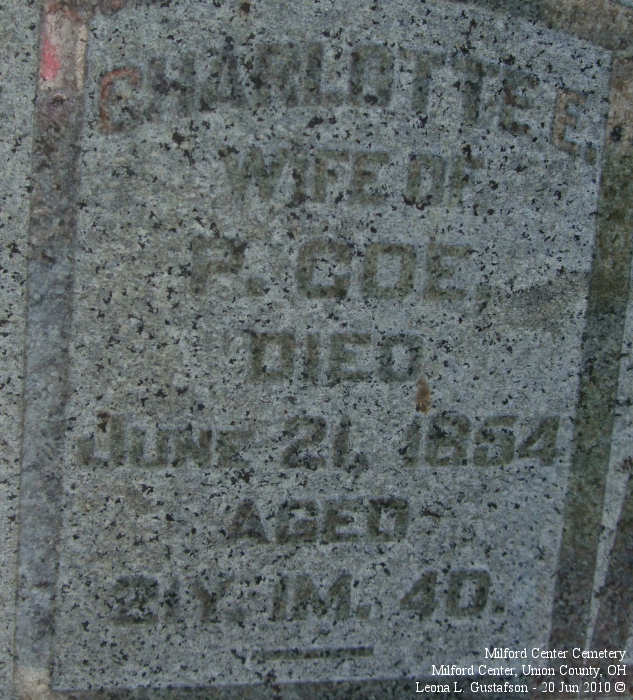 CHARLOTTE E.
WIFE OF
P. COE,
DIED
JUNE 21, 1854
AGED
21Y. 1M. 4D.
Milford Center Cemetery
Milford Center, Union County, OH
Leona L. Gustafson - 20 Jun 2010 ©